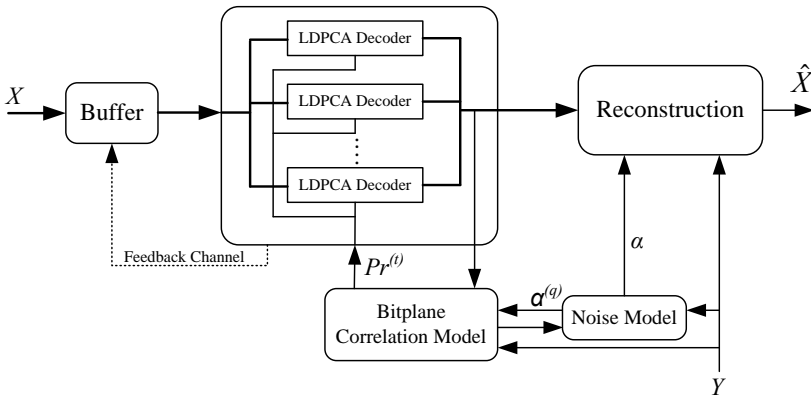 LDPCA Decoder
X
Buffer
LDPCA Decoder
Reconstruction
X̂
LDPCA Decoder
Feedback Channel
Pr^(t)
α
α^(q)
Bitplane
Correlation Model
Noise Model
Y